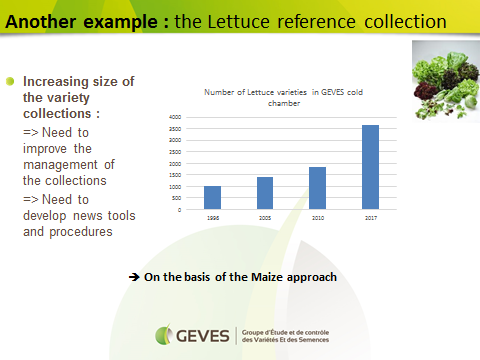 Another example : the Lettuce reference collection
Increasing size of
the variety
collections :
=> Need to
improve the
management of
the collections
=> Need to
develop news tools
and procedures
Number of Lettuce varieties in GEVES cold
chamber
4000
3500
3000
2500
2000
1500
1000
500
0
1996
2005
2010
2017
➔ On the basis of the Maize approach
GEVES
Groupe d'Étude et de contrôle
des Variétés Et des Semences